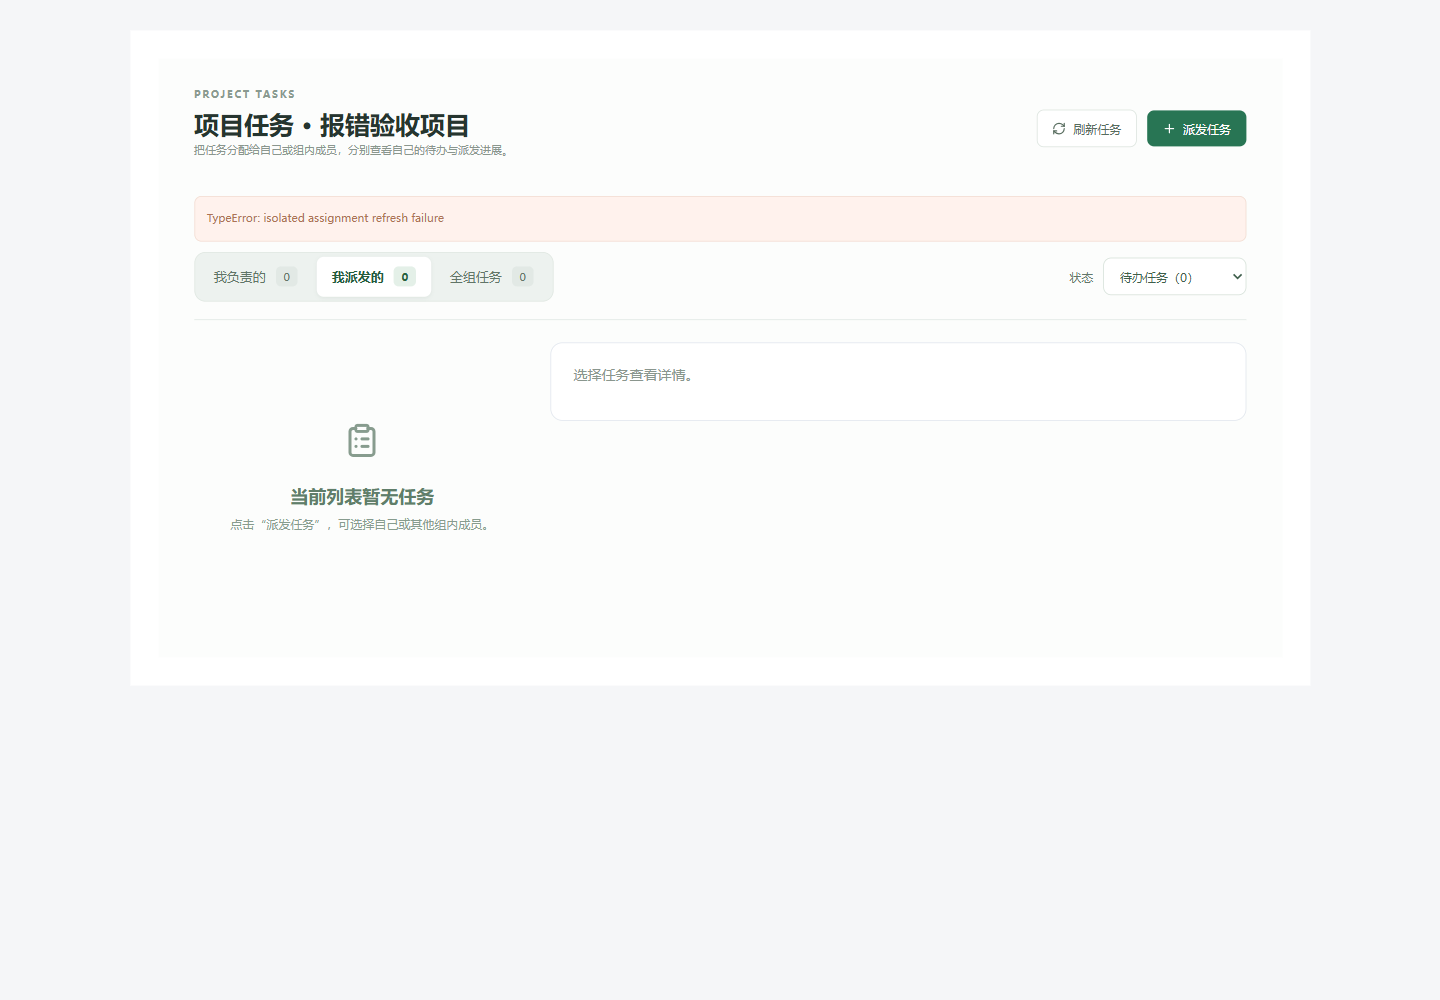 PROJECT TASKS
项目任务・报错验收项目
把任务分配给自己或组内成员，分别查看自己的待办与派发进展。
刷新任务
派发任务
TypeError: isolated assignment refresh failure
我负责的 0
我派发的 0
全组任务 0
状态
待办任务（0）
选择任务查看详情。
当前列表暂无任务
点击“派发任务”，可选择自己或其他组内成员。